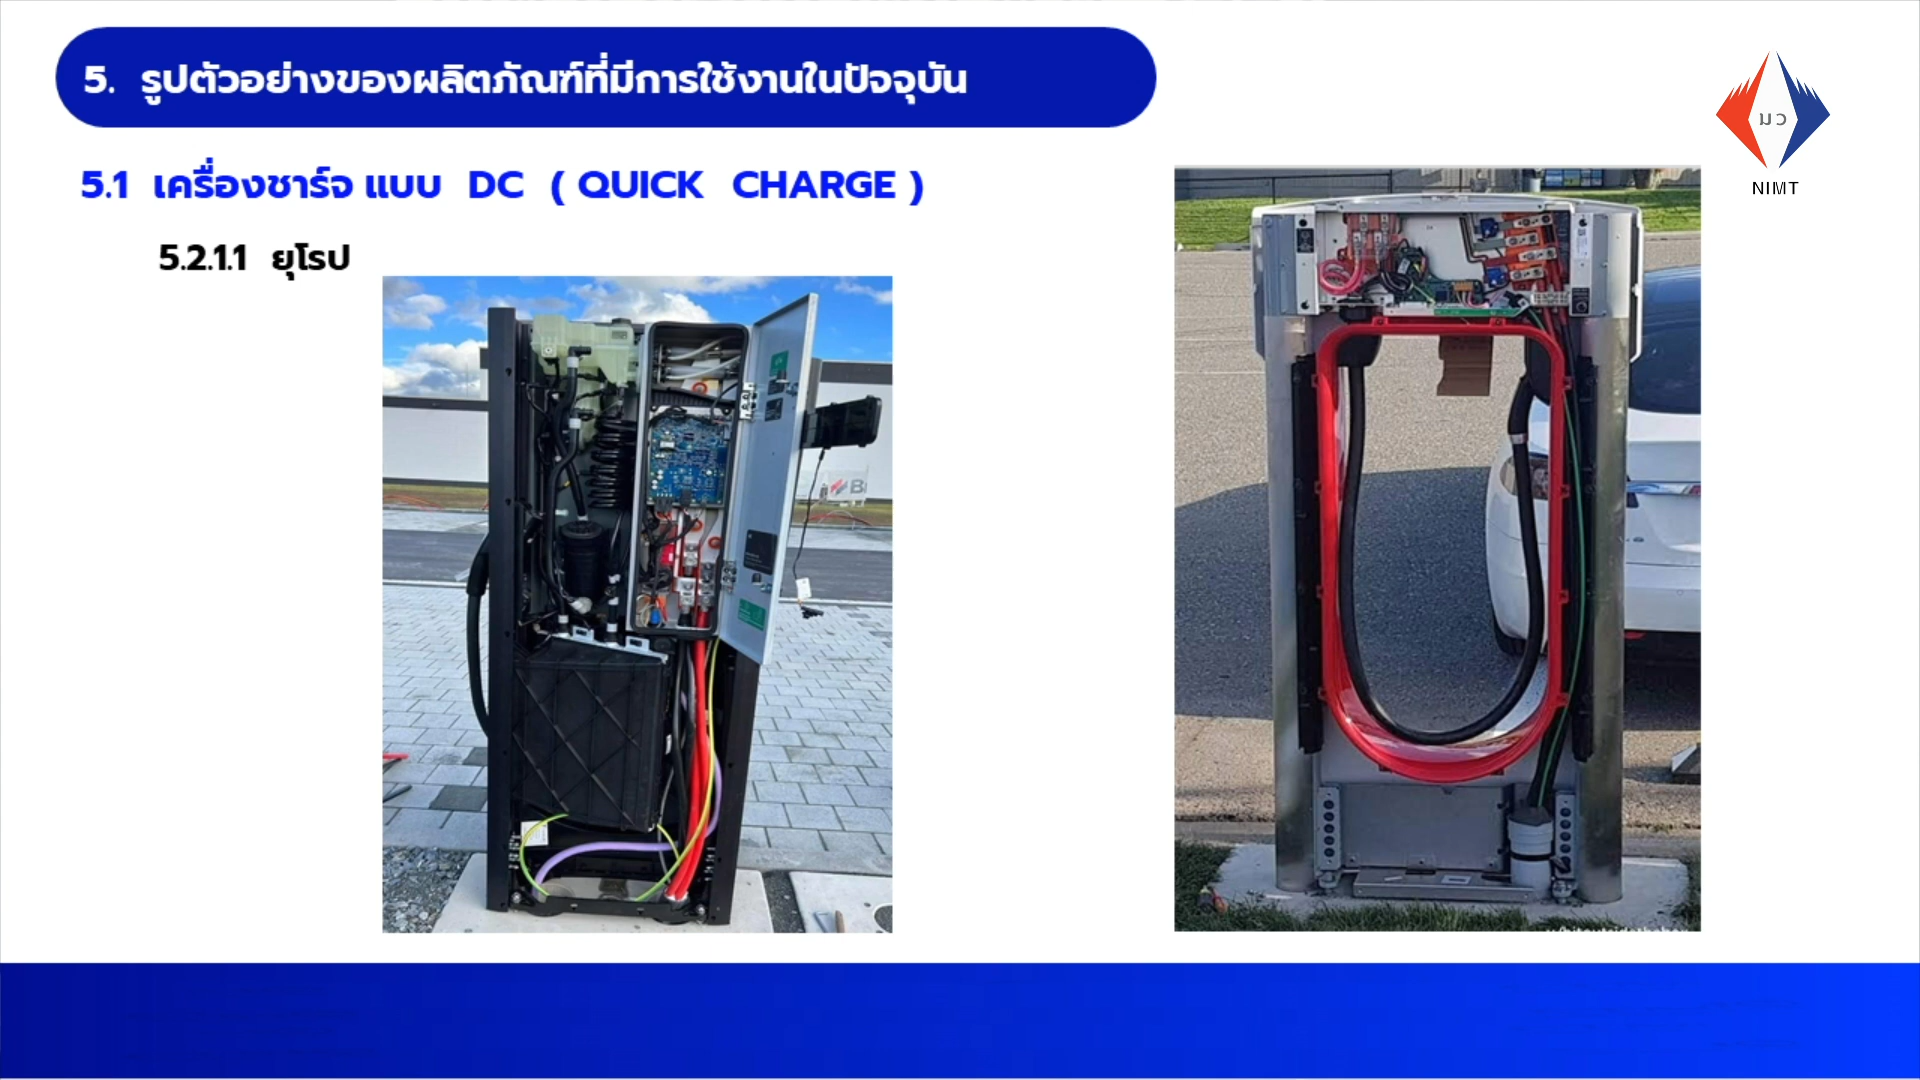 5. รูปตัวอย่างของผลิตภัณฑ์ที่มีการใช้งานในปัจจุบัน
มว
NIMT
5.1 เครื่องชาร์จ แบบ DC ( QUICK CHARGE )
5.2.1.1 ยุโรป